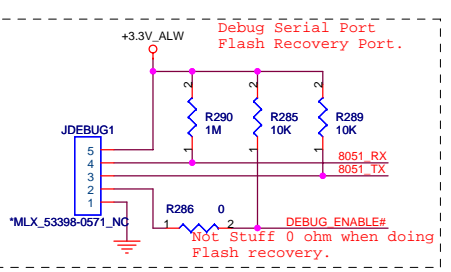 Debug Serial Port
+3.3V_ALW
Flash Recovery Port.
2
2
2
R290
1M
R285
10K
R289
10K
1
1
1
JDEBUG1
5
4
3
2
1
8051_RX
8051_TX
R286 0
1 2
DEBUG_ENABLE#
*MLX_53398-0571_NC
Not Stuff 0 ohm when doing
Flash recovery.